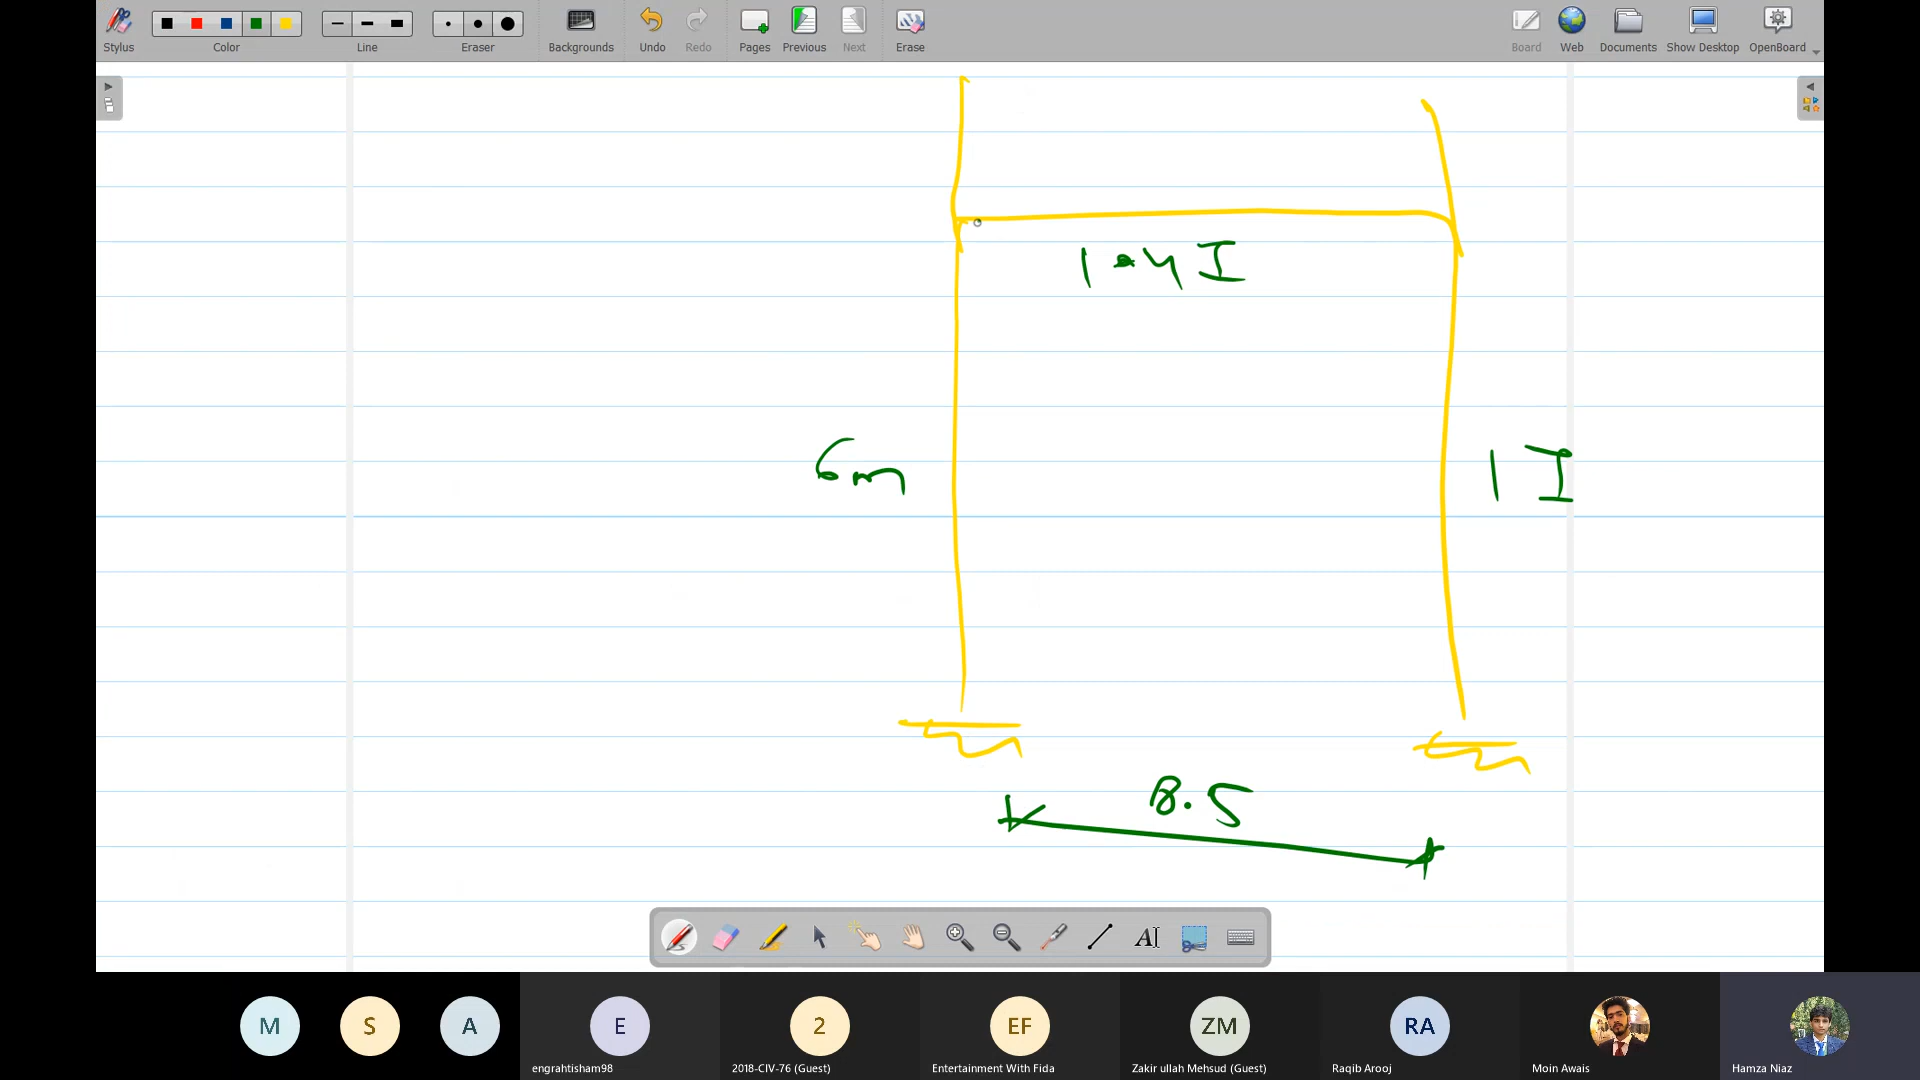 Stylus
Color
Line
Eraser
Backgrounds
Undo
Redo
Pages
Previous
Next
Erase
Board
Web
Documents
Show Desktop
OpenBoard
1.4 I
6m
1 I
8.5
AI
M
S
A
E
2
EF
ZM
RA
engrahtisham98
2018-CIV-76 (Guest)
Entertainment With Fida
Zakir ullah Mehsud (Guest)
Raqib Arooj
Moin Awais
Hamza Niaz